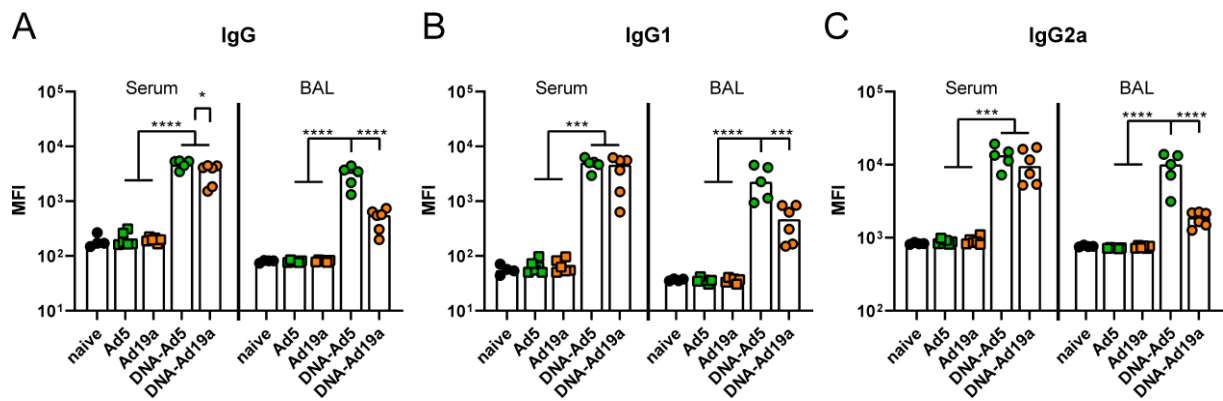 A
IgG
Serum
BAL
*
****
****
****
MFI
10^5
10^4
10^3
10^2
10^1
naive
Ad5
Ad19a
DNA-Ad5
DNA-Ad19a
naive
Ad5
Ad19a
DNA-Ad5
DNA-Ad19a
B
IgG1
Serum
BAL
***
****
***
MFI
10^5
10^4
10^3
10^2
10^1
naive
Ad5
Ad19a
DNA-Ad5
DNA-Ad19a
naive
Ad5
Ad19a
DNA-Ad5
DNA-Ad19a
C
IgG2a
Serum
BAL
***
****
****
MFI
10^5
10^4
10^3
10^2
naive
Ad5
Ad19a
DNA-Ad5
DNA-Ad19a
naive
Ad5
Ad19a
DNA-Ad5
DNA-Ad19a